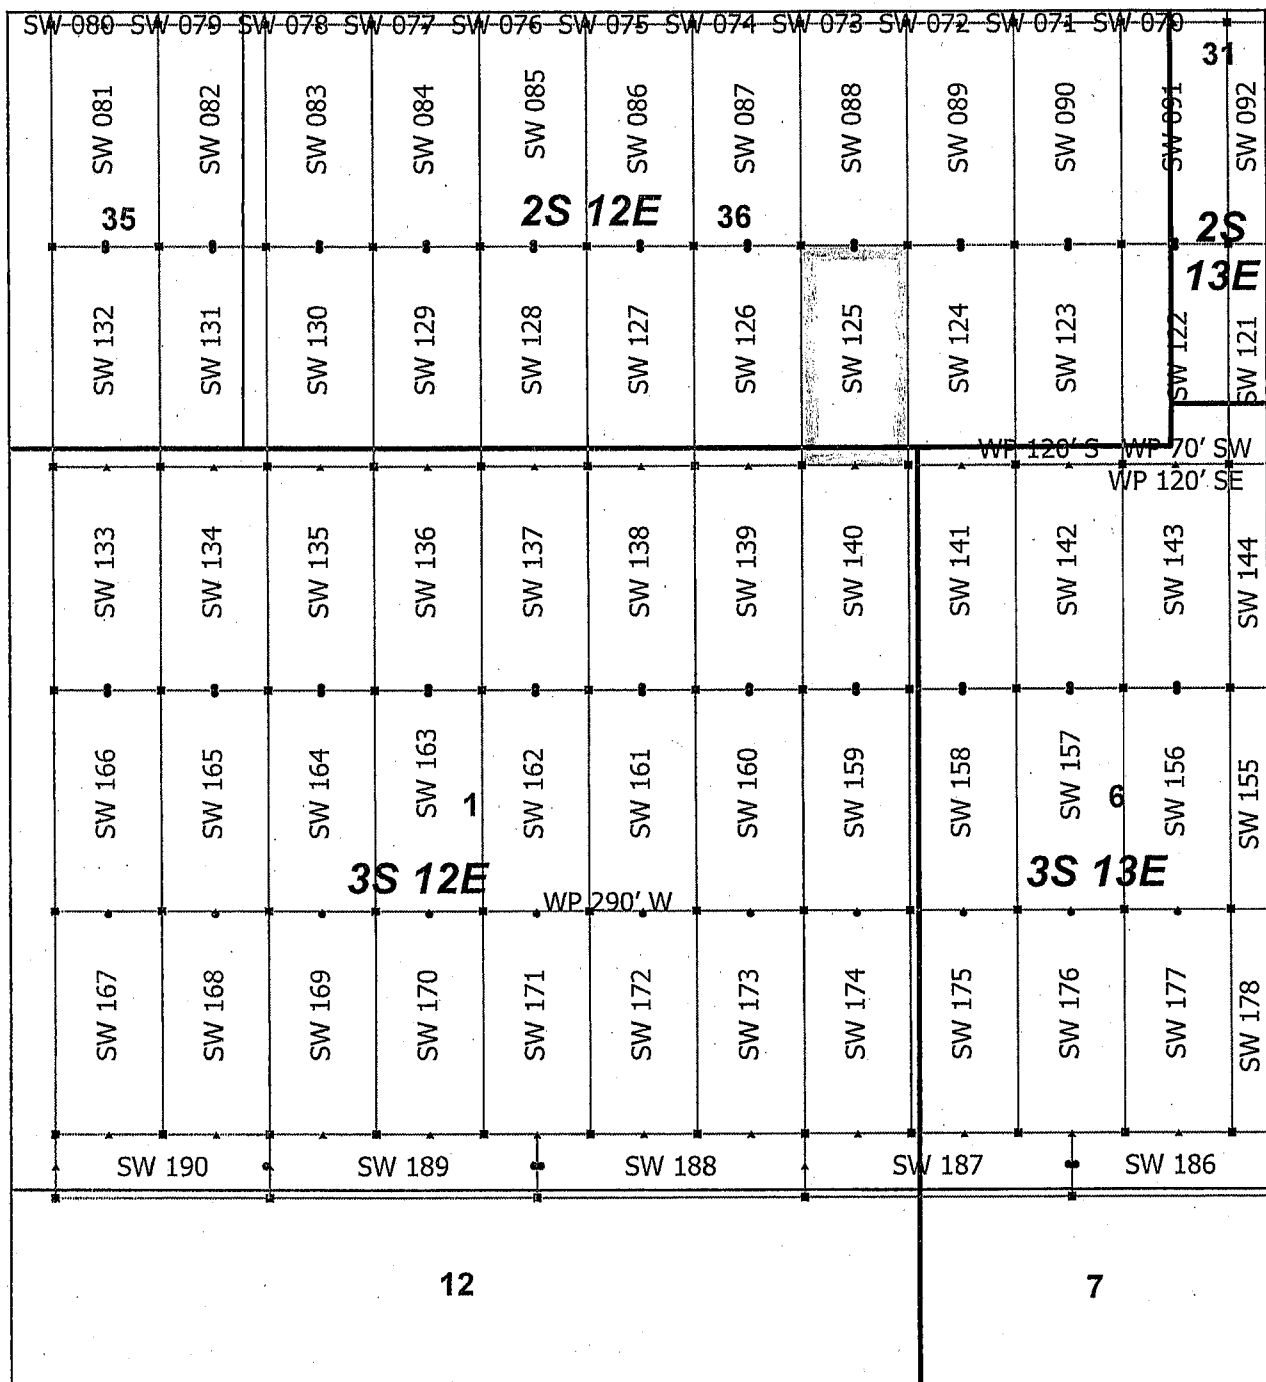 SW 080 SW 079 SW 078 SW 077 SW 076 SW 075 SW 074 SW 073 SW 072 SW 071 SW 070
31
SW 081 SW 082 SW 083 SW 084 SW 085 SW 086 SW 087 SW 088 SW 089 SW 090 SW 091 SW 092
35 2S 12E 36 2S
13E
SW 132 SW 131 SW 130 SW 129 SW 128 SW 127 SW 126 SW 125 SW 124 SW 123 SW 122 SW 121
WP 120' S WP 70' SW
WP 120' SE
SW 133 SW 134 SW 135 SW 136 SW 137 SW 138 SW 139 SW 140 SW 141 SW 142 SW 143 SW 144
SW 166 SW 165 SW 164 SW 163 SW 162 SW 161 SW 160 SW 159 SW 158 SW 157 SW 156 SW 155
1 6
3S 12E 3S 13E
WP 290' W
SW 167 SW 168 SW 169 SW 170 SW 171 SW 172 SW 173 SW 174 SW 175 SW 176 SW 177 SW 178
SW 190 SW 189 SW 188 SW 187 SW 186
12 7